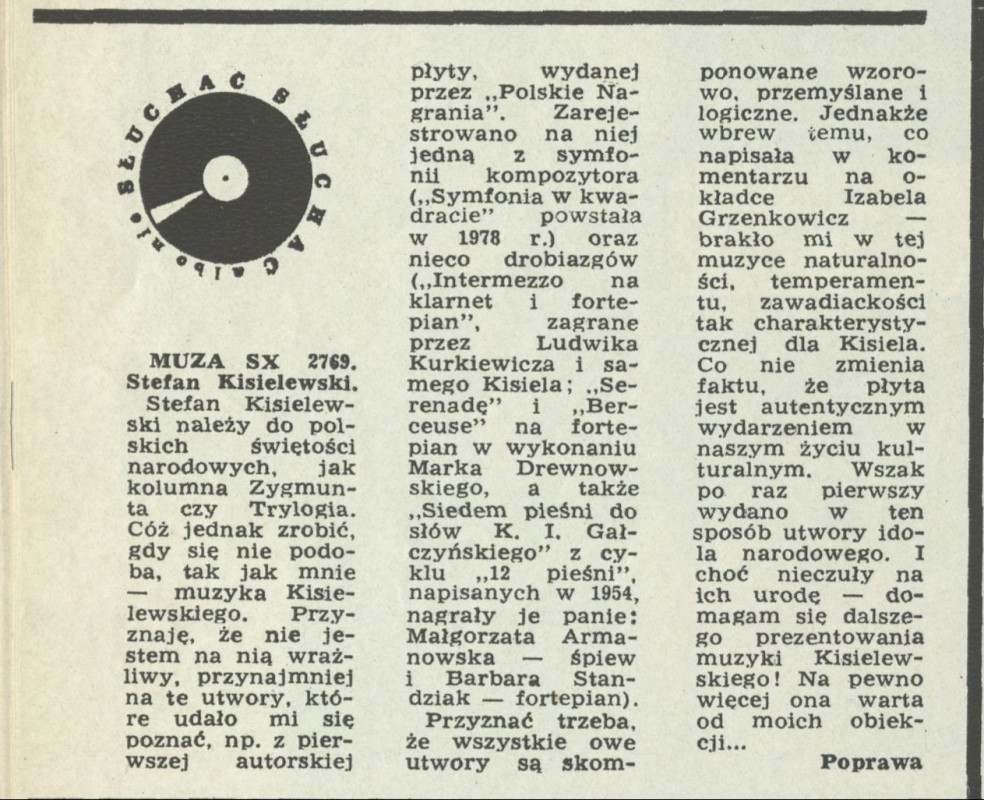 SŁUCHAĆ SŁUCHAĆ albo nie
MUZA SX 2769.
Stefan Kisielewski.
Stefan Kisielew-
ski należy do pol-
skich świętości
narodowych, jak
kolumna Zygmun-
ta czy Trylogia.
Cóż jednak zrobić,
gdy się nie podo-
ba, tak jak mnie
— muzyka Kisie-
lewskiego. Przy-
znaję, że nie je-
stem na nią wraż-
liwy, przynajmniej
na te utwory, któ-
re udało mi się
poznać, np. z pier-
wszej autorskiej
płyty, wydanej
przez „Polskie Na-
grania”. Zareje-
strowano na niej
jedną z symfo-
nii kompozytora
(„Symfonia w kwa-
dracie” powstała
w 1978 r.) oraz
nieco drobiazgów
(„Intermezzo na
klarnet i forte-
pian”, zagrane
przez Ludwika
Kurkiewicza i sa-
mego Kisiela; „Se-
renadę” i „Ber-
ceuse” na forte-
pian w wykonaniu
Marka Drewnow-
skiego, a także
„Siedem pieśni do
słów K. I. Gał-
czyńskiego” z cy-
klu „12 pieśni”,
napisanych w 1954,
nagrały je panie:
Małgorzata Arma-
nowska — śpiew
i Barbara Stan-
dziak — fortepian).
Przyznać trzeba,
że wszystkie owe
utwory są skom-
ponowane wzoro-
wo, przemyślane i
logiczne. Jednakże
wbrew temu, co
napisała w ko-
mentarzu na o-
kładce Izabela
Grzenkowicz —
brakło mi w tej
muzyce naturalno-
ści, temperamen-
tu, zawadiackości
tak charakterysty-
cznej dla Kisiela.
Co nie zmienia
faktu, że płyta
jest autentycznym
wydarzeniem w
naszym życiu kul-
turalnym. Wszak
po raz pierwszy
wydano w ten
sposób utwory ido-
la narodowego. I
choć nieczuły na
ich urodę — do-
magam się dalsze-
go prezentowania
muzyki Kisielew-
skiego! Na pewno
więcej ona warta
od moich obiek-
cji...
Poprawa